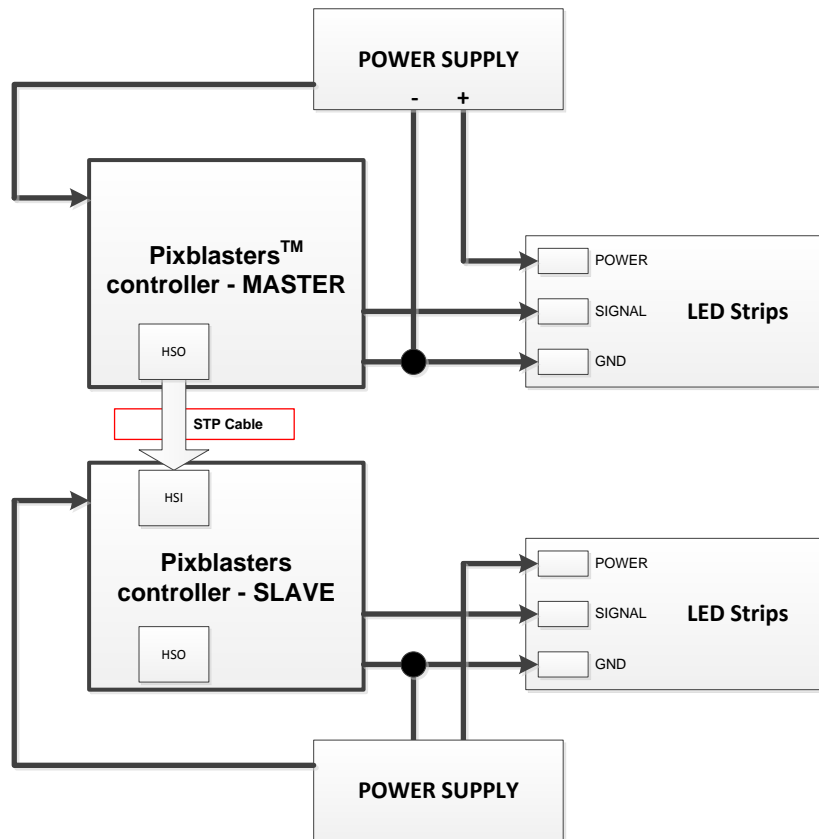 POWER SUPPLY
- +
Pixblasters™
controller - MASTER
HSO
POWER
SIGNAL
GND
LED Strips
STP Cable
HSI
Pixblasters
controller - SLAVE
HSO
POWER
SIGNAL
GND
LED Strips
POWER SUPPLY